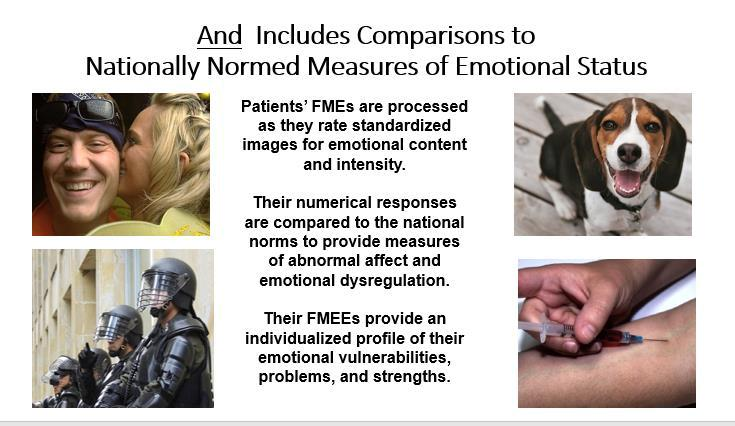 And Includes Comparisons to
Nationally Normed Measures of Emotional Status
Patients' FMEs are processed
as they rate standardized
images for emotional content
and intensity.
Their numerical responses
are compared to the national
norms to provide measures
of abnormal affect and
emotional dysregulation.
Their FMEEs provide an
individualized profile of their
emotional vulnerabilities,
problems, and strengths.